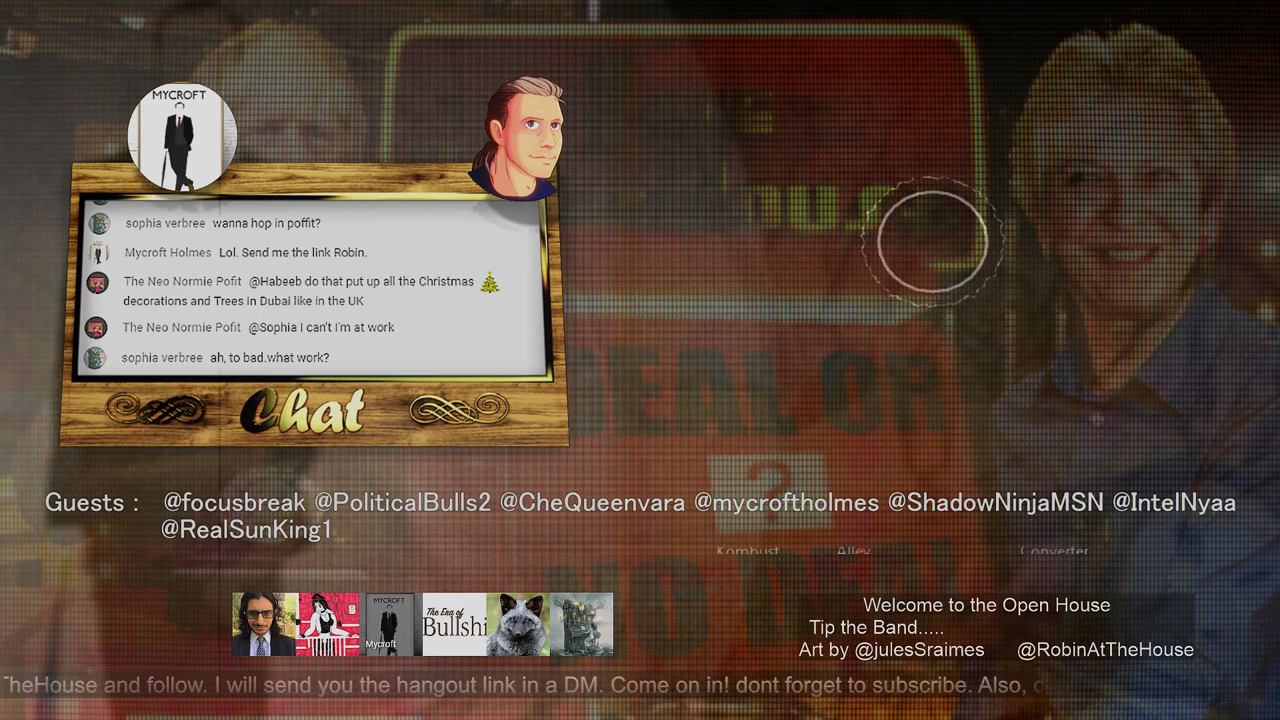 MYCROFT
sophia verbree wanna hop in poffit?
Mycroft Holmes Lol. Send me the link Robin.
The Neo Normie Pofit @Habeeb do that put up all the Christmas
decorations and Trees in Dubai like in the UK
The Neo Normie Pofit @Sophia I can't I'm at work
sophia verbree ah, to bad.what work?
Chat
DEAL OR
?
NO DEAL
Guests : @focusbreak @PoliticalBulls2 @CheQueenvara @mycroftholmes @ShadowNinjaMSN @IntelNyaa
@RealSunKing1
Kombust Alley Converter
MYCROFT
Mycroft
The Era of
Bullshi
Welcome to the Open House
Tip the Band.....
Art by @julesSraimes @RobinAtTheHouse
TheHouse and follow. I will send you the hangout link in a DM. Come on in! dont forget to subscribe. Also,